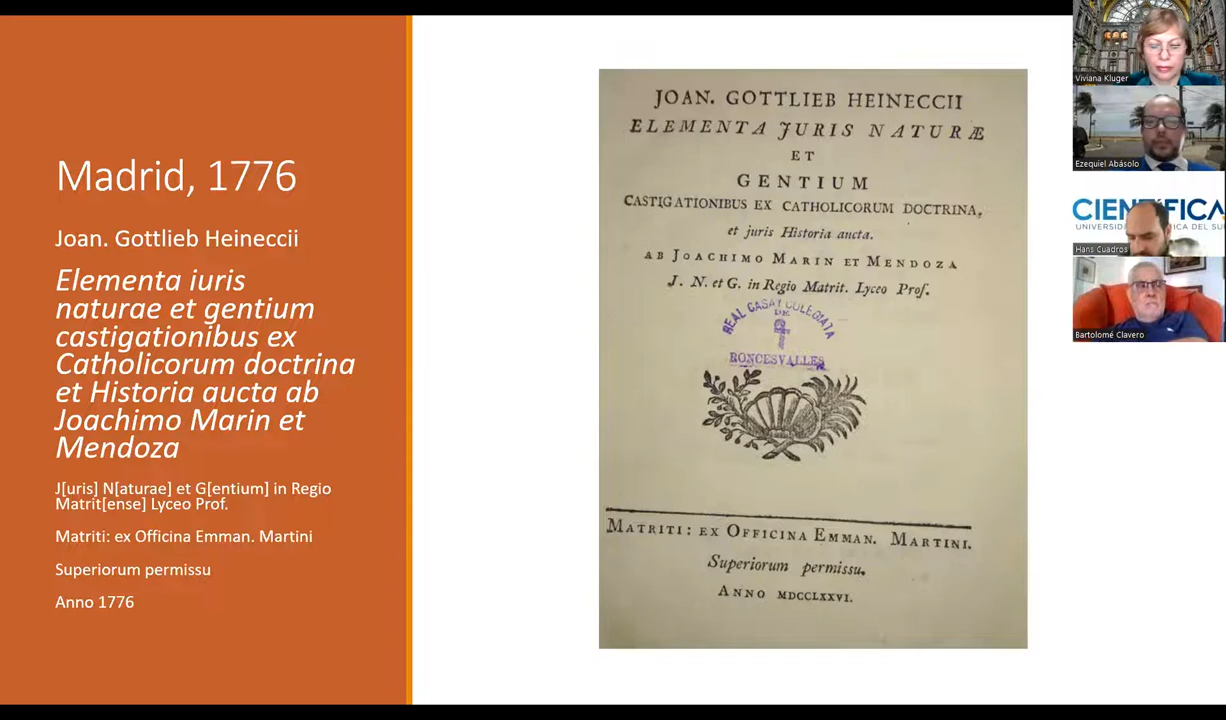 Madrid, 1776
Joan. Gottlieb Heineccii
Elementa iuris
naturae et gentium
castigationibus ex
Catholicorum doctrina
et Historia aucta ab
Joachimo Marin et
Mendoza
J[uris] N[aturae] et G[entium] in Regio
Matrit[ense] Lyceo Prof.
Matriti: ex Officina Emman. Martini
Superiorum permissu
Anno 1776
JOAN. GOTTLIEB HEINECCII
ELEMENTA JURIS NATURÆ
ET
GENTIUM
CASTIGATIONIBUS EX CATHOLICORUM DOCTRINA,
et juris Historia aucta.
AB JOACHIMO MARIN ET MENDOZA
J. N. et G. in Regio Matrit. Lyceo Prof.
REAL CASA Y COLEGIATA
DE
RONCESVALLES
MATRITI: EX OFFICINA EMMAN. MARTINI.
Superiorum permissu.
ANNO MDCCLXXVI.
Viviana Kluger
Ezequiel Abásolo
CIENTÍFICA
Hans Cuadros
Bartolomé Clavero